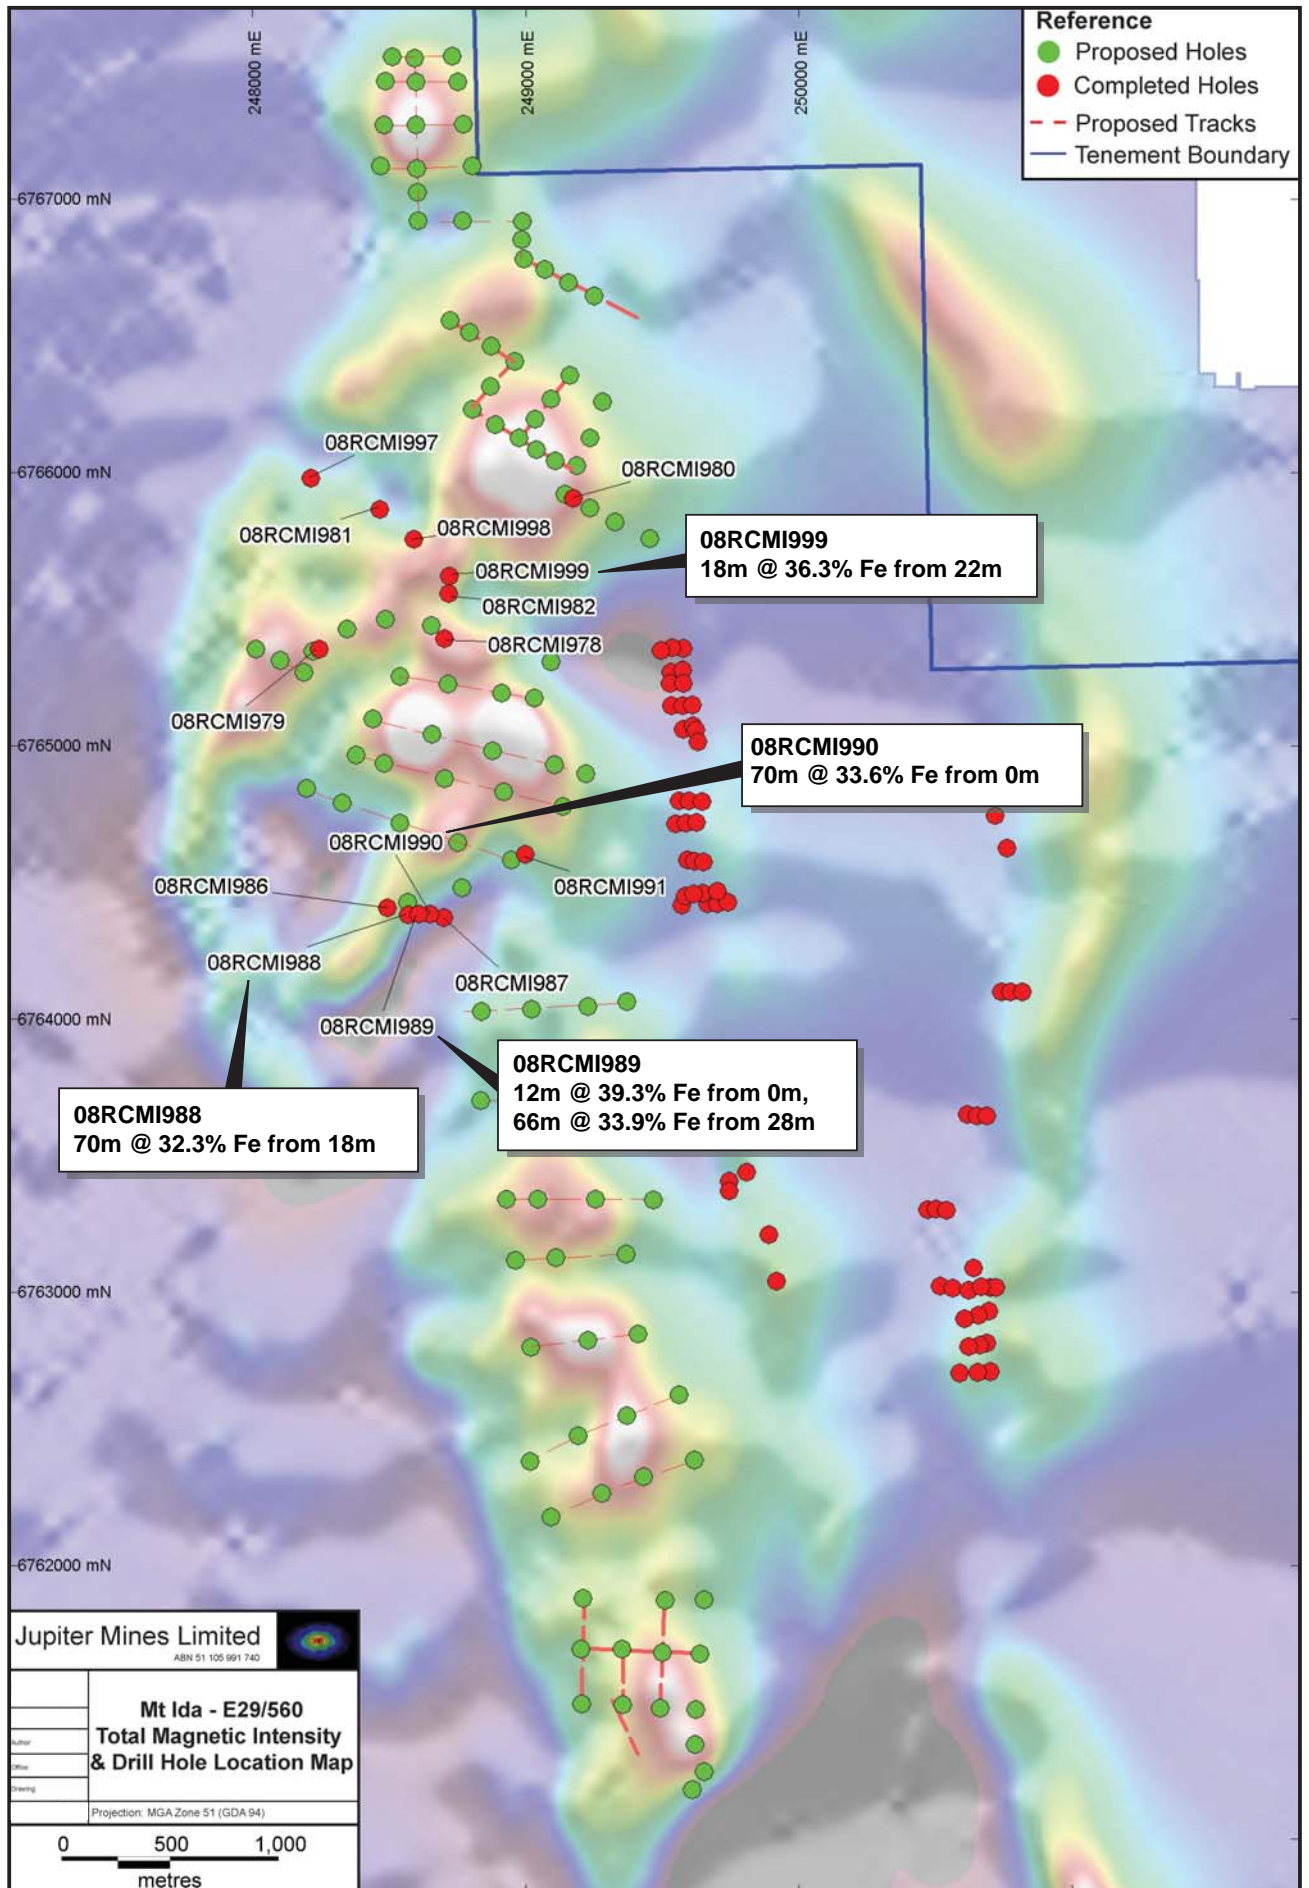 Reference
Proposed Holes
Completed Holes
Proposed Tracks
Tenement Boundary
248000 mE
249000 mE
250000 mE
6767000 mN
08RCMI997
6766000 mN
08RCMI980
08RCMI981
08RCMI998
08RCMI999
18m @ 36.3% Fe from 22m
08RCMI999
08RCMI982
08RCMI978
08RCMI979
6765000 mN
08RCMI990
70m @ 33.6% Fe from 0m
08RCMI990
08RCMI986
08RCMI991
08RCMI988
08RCMI987
6764000 mN
08RCMI989
08RCMI989
12m @ 39.3% Fe from 0m,
66m @ 33.9% Fe from 28m
08RCMI988
70m @ 32.3% Fe from 18m
6763000 mN
6762000 mN
Jupiter Mines Limited
ABN 51 105 991 740
Mt Ida - E29/560
Total Magnetic Intensity
& Drill Hole Location Map
Author
Office
Drawing
Projection: MGA Zone 51 (GDA 94)
0 500 1,000
metres